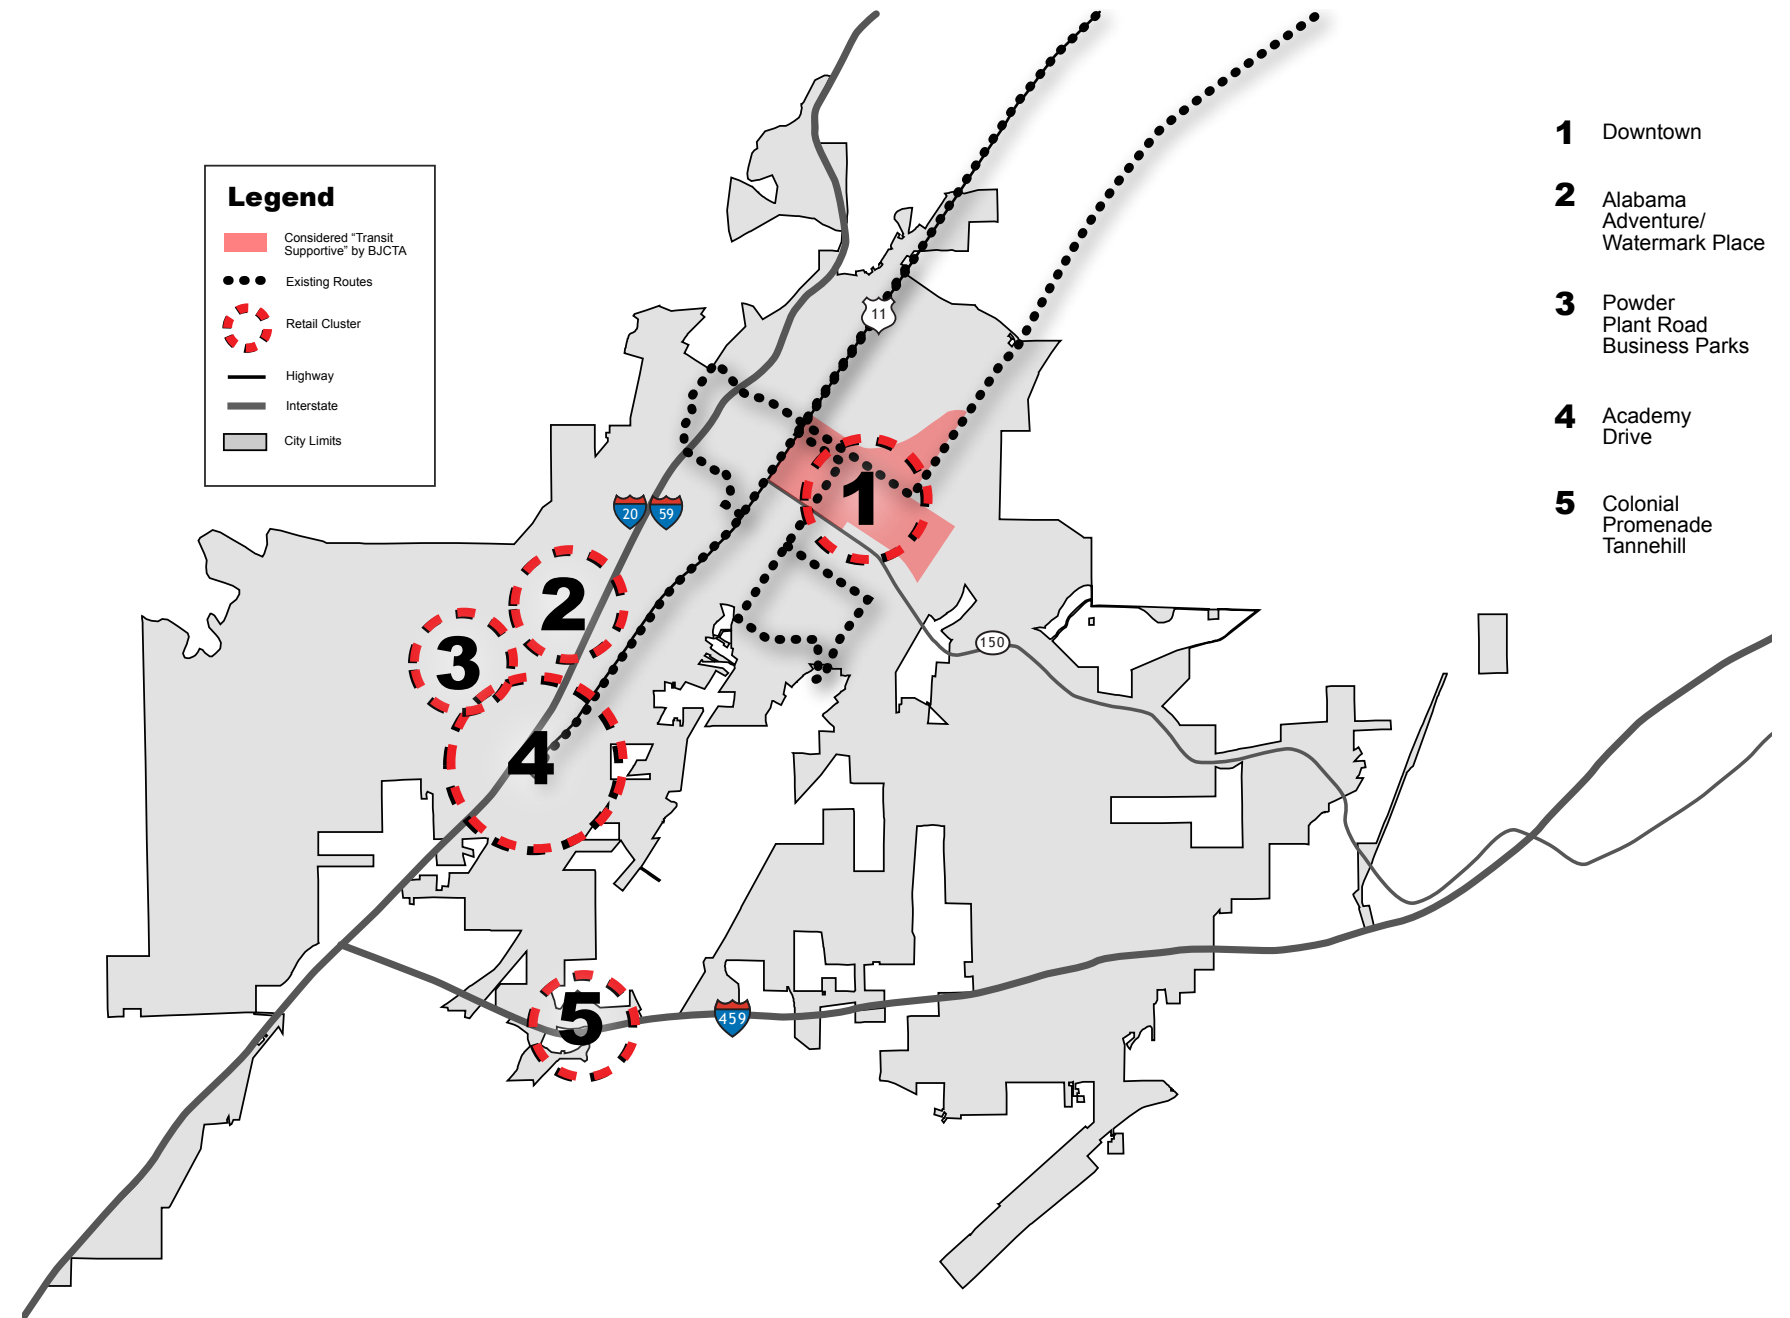 Legend
Considered “Transit
Supportive” by BJCTA
Existing Routes
Retail Cluster
Highway
Interstate
City Limits
1 Downtown
2 Alabama
Adventure/
Watermark Place
3 Powder
Plant Road
Business Parks
4 Academy
Drive
5 Colonial
Promenade
Tannehill
11
1
20 59
2
3
150
4
5
459